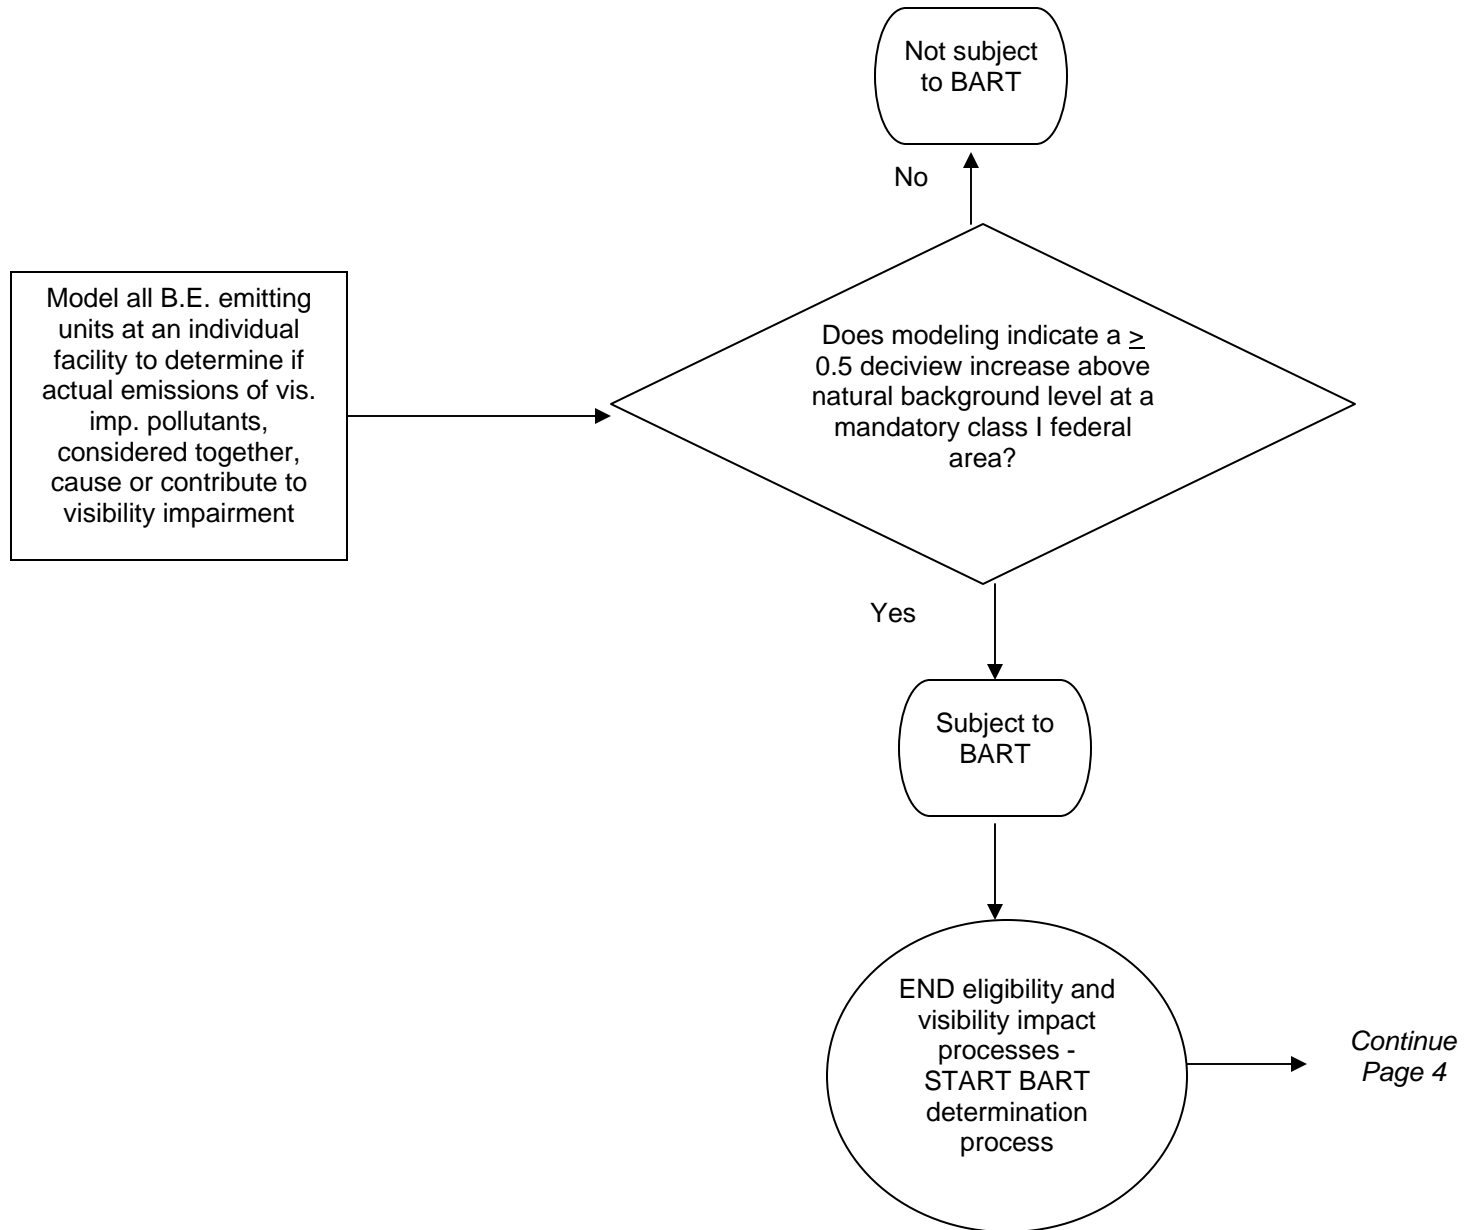 Not subject
to BART
No
Model all B.E. emitting
units at an individual
facility to determine if
actual emissions of vis.
imp. pollutants,
considered together,
cause or contribute to
visibility impairment
Does modeling indicate a ≥
0.5 deciview increase above
natural background level at a
mandatory class I federal
area?
Yes
Subject to
BART
END eligibility and
visibility impact
processes -
START BART
determination
process
Continue
Page 4